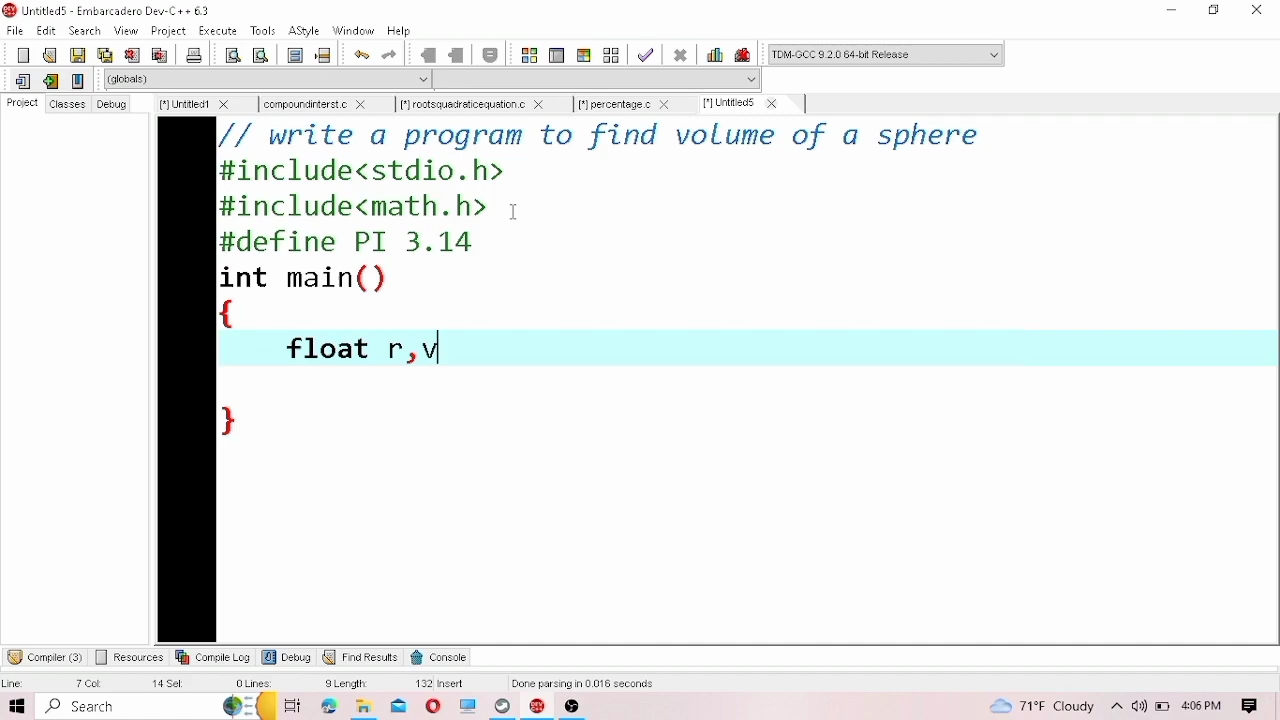 Untitled5 - Embarcadero Dev-C++ 6.3
File Edit Search View Project Execute Tools AStyle Window Help
TDM-GCC 9.2.0 64-bit Release
(globals)
Project Classes Debug
[*] Untitled1 compoundinterst.c [*] rootsquadraticequation.c [*] percentage.c [*] Untitled5
// write a program to find volume of a sphere
#include<stdio.h>
#include<math.h>
#define PI 3.14
int main()
{
float r,v
}
Compiler (3) Resources Compile Log Debug Find Results Console
Line: 7 Col: 14 Sel: 0 Lines: 9 Length: 132 Insert Done parsing in 0.016 seconds
Search 71°F Cloudy 4:06 PM